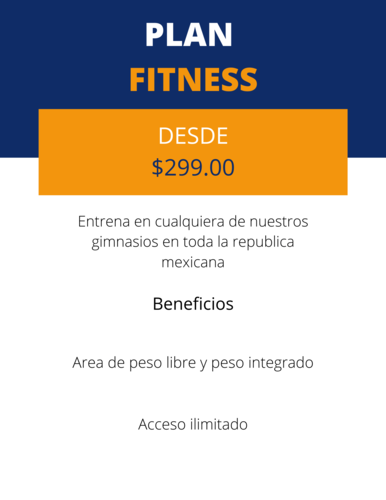 PLAN
FITNESS
DESDE
$299.00
Entrena en cualquiera de nuestros
gimnasios en toda la republica
mexicana
Beneficios
Area de peso libre y peso integrado
Acceso ilimitado